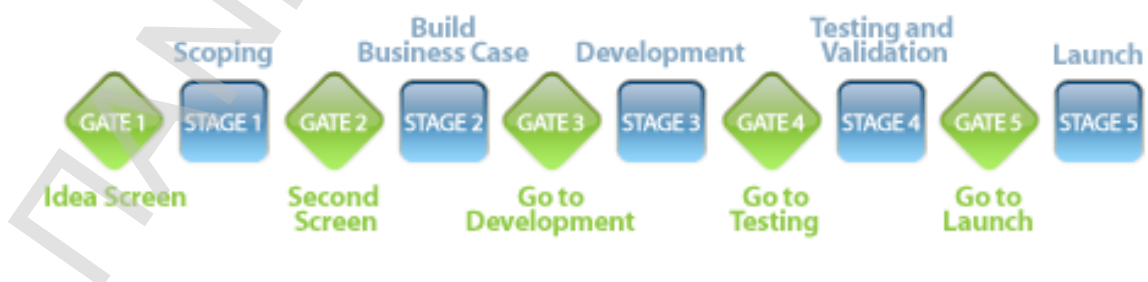 Scoping
Build
Business Case
Development
Testing and
Validation
Launch
GATE 1
STAGE 1
GATE 2
STAGE 2
GATE 3
STAGE 3
GATE 4
STAGE 4
GATE 5
STAGE 5
Idea Screen
Second
Screen
Go to
Development
Go to
Testing
Go to
Launch